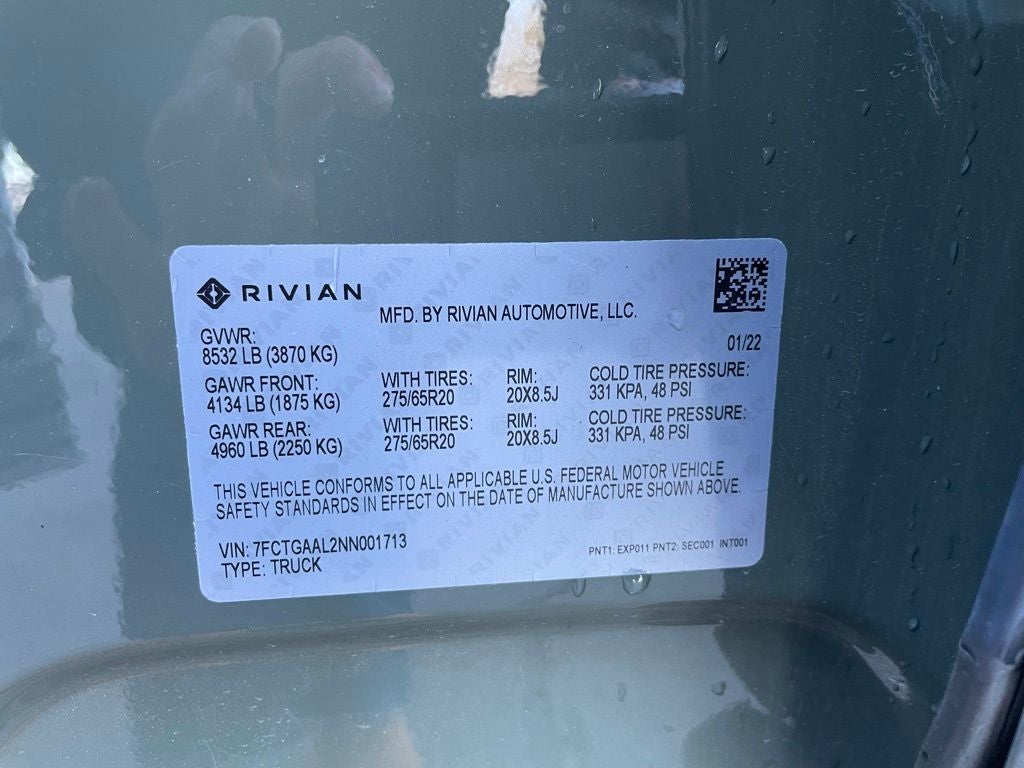 RIVIAN
MFD. BY RIVIAN AUTOMOTIVE, LLC.
01/22
GVWR:
8532 LB (3870 KG)
GAWR FRONT: WITH TIRES: RIM: COLD TIRE PRESSURE:
4134 LB (1875 KG) 275/65R20 20X8.5J 331 KPA, 48 PSI
GAWR REAR: WITH TIRES: RIM: COLD TIRE PRESSURE:
4960 LB (2250 KG) 275/65R20 20X8.5J 331 KPA, 48 PSI
THIS VEHICLE CONFORMS TO ALL APPLICABLE U.S. FEDERAL MOTOR VEHICLE
SAFETY STANDARDS IN EFFECT ON THE DATE OF MANUFACTURE SHOWN ABOVE.
VIN: 7FCTGAAL2NN001713
TYPE: TRUCK
PNT1: EXP011 PNT2: SEC001 INT001